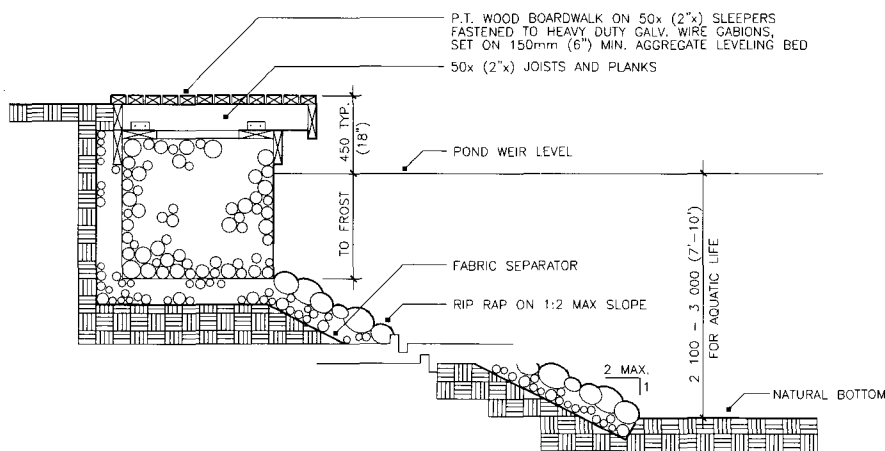 P.T. WOOD BOARDWALK ON 50x (2"x) SLEEPERS
FASTENED TO HEAVY DUTY GALV. WIRE GABIONS,
SET ON 150mm (6") MIN. AGGREGATE LEVELING BED
50x (2"x) JOISTS AND PLANKS
450 TYP.
(18")
POND WEIR LEVEL
TO FROST
FABRIC SEPARATOR
RIP RAP ON 1:2 MAX SLOPE
2 100 - 3 000 (7'-10')
FOR AQUATIC LIFE
2 MAX.
1
NATURAL BOTTOM